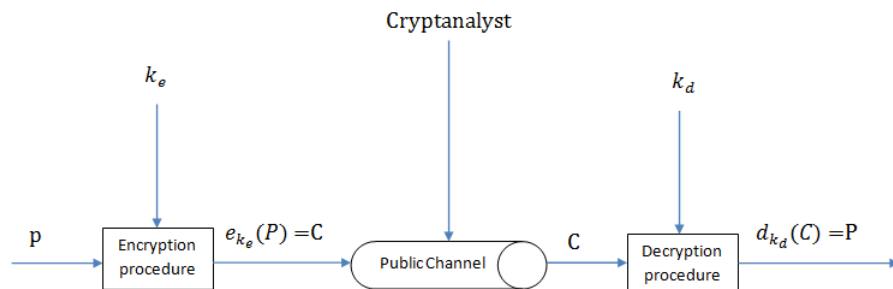 Cryptanalyst
k_e
k_d
p
e_{k_e}(P) =C
C
d_{k_d}(C) =P
Encryption
procedure
Public Channel
Decryption
procedure